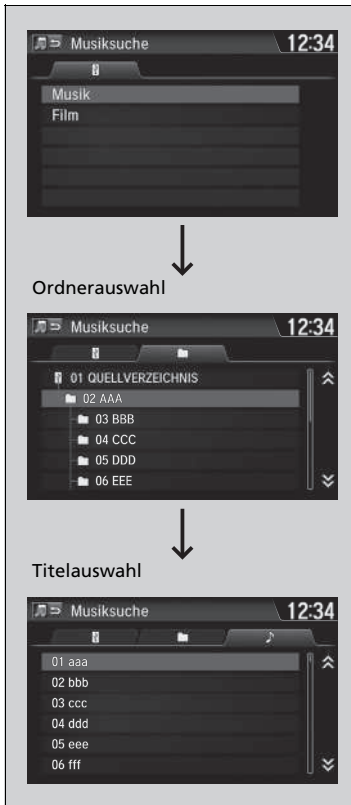 Musiksuche 12:34
Musik
Film
Ordnerauswahl
Musiksuche 12:34
01 QUELLVERZEICHNIS
02 AAA
03 BBB
04 CCC
05 DDD
06 EEE
Titelauswahl
Musiksuche 12:34
01 aaa
02 bbb
03 ccc
04 ddd
05 eee
06 fff